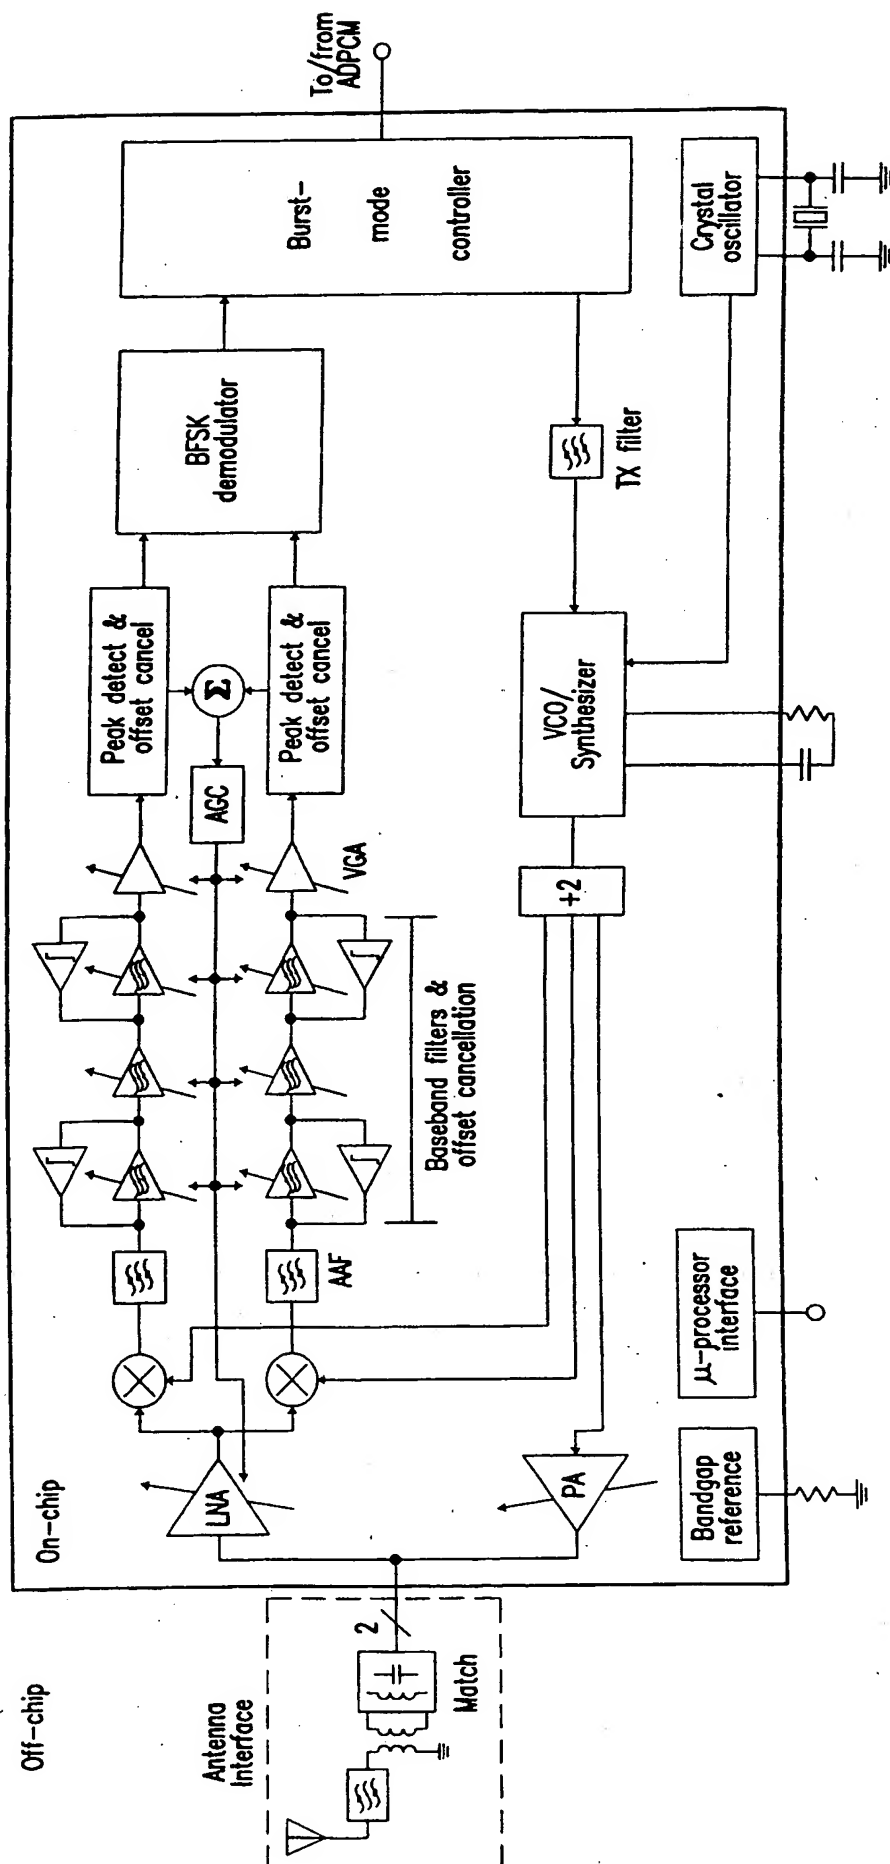 Off-chip
On-chip
Antenna
Interface
2
Match
LNA
PA
AAF
Baseband filters &
offset cancellation
VGA
AGC
Peak detect &
offset cancel
Σ
Peak detect &
offset cancel
BFSK
demodulator
Burst-
mode
controller
To/from
ADPCM
÷2
VCO/
Synthesizer
TX filter
Crystal
oscillator
Bandgap
reference
μ-processor
interface